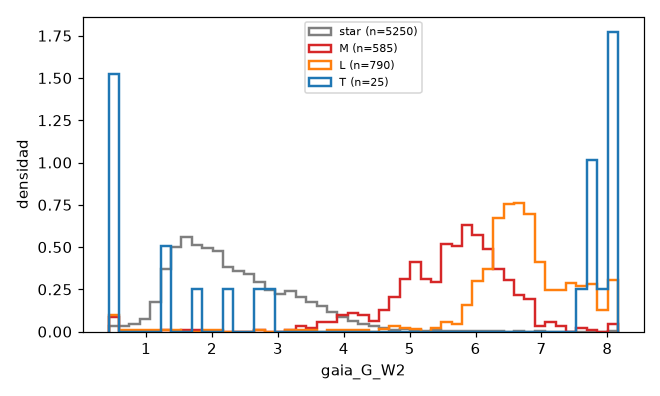 star (n=5250)
M (n=585)
L (n=790)
T (n=25)
densidad
1.75
1.50
1.25
1.00
0.75
0.50
0.25
0.00
1 2 3 4 5 6 7 8
gaia_G_W2